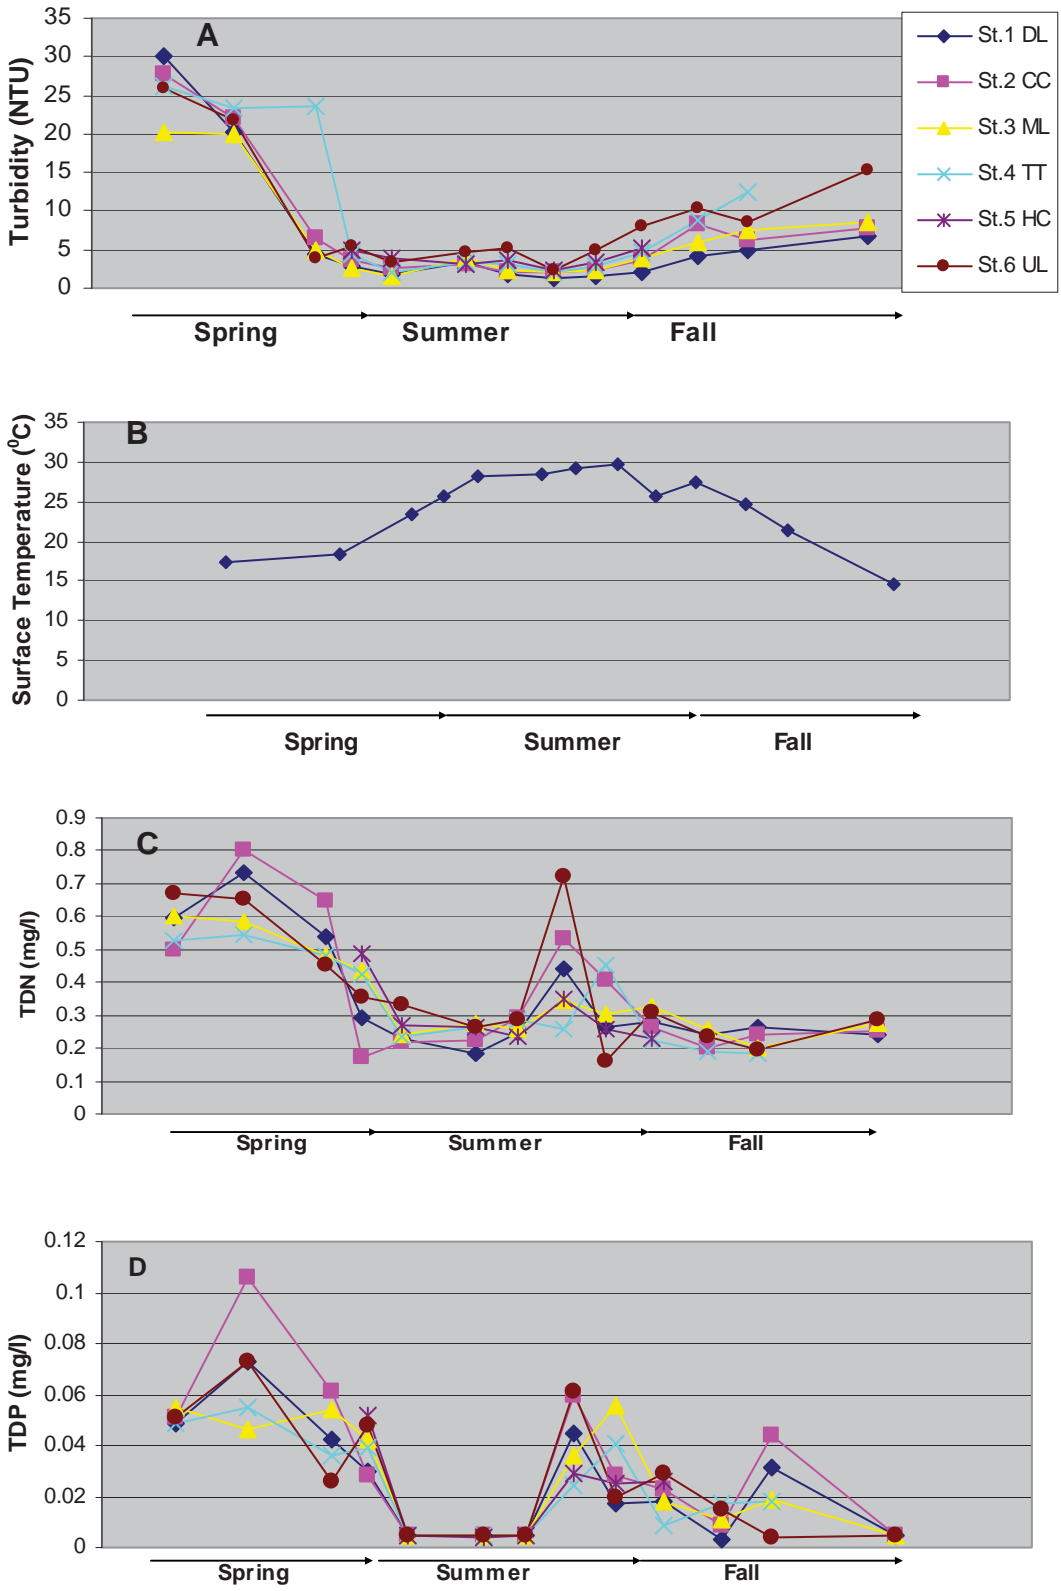 A
Turbidity (NTU)
35
30
25
20
15
10
5
0
St.1 DL
St.2 CC
St.3 ML
St.4 TT
St.5 HC
St.6 UL
Spring Summer Fall
B
Surface Temperature (⁰C)
35
30
25
20
15
10
5
0
Spring Summer Fall
C
TDN (mg/l)
0.9
0.8
0.7
0.6
0.5
0.4
0.3
0.2
0.1
0
Spring Summer Fall
D
TDP (mg/l)
0.12
0.1
0.08
0.06
0.04
0.02
0
Spring Summer Fall